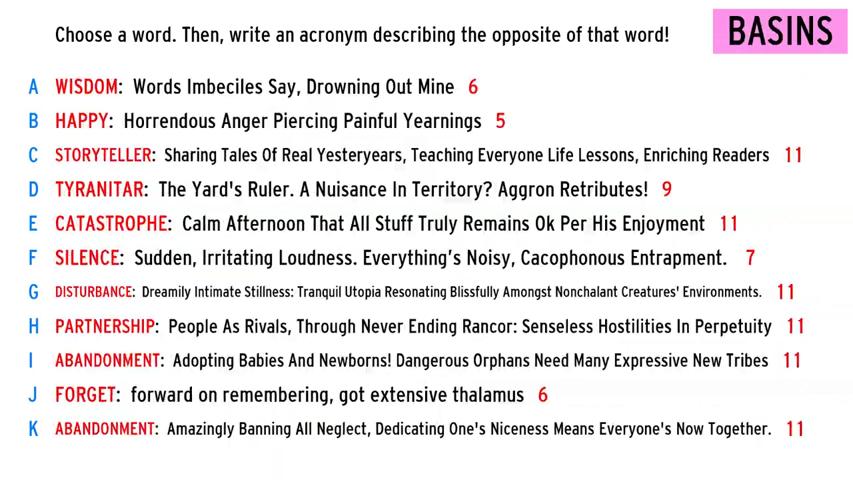 Choose a word. Then, write an acronym describing the opposite of that word!
BASINS
A WISDOM: Words Imbeciles Say, Drowning Out Mine 6
B HAPPY: Horrendous Anger Piercing Painful Yearnings 5
C STORYTELLER: Sharing Tales Of Real Yesteryears, Teaching Everyone Life Lessons, Enriching Readers 11
D TYRANITAR: The Yard's Ruler. A Nuisance In Territory? Aggron Retributes! 9
E CATASTROPHE: Calm Afternoon That All Stuff Truly Remains Ok Per His Enjoyment 11
F SILENCE: Sudden, Irritating Loudness. Everything's Noisy, Cacophonous Entrapment. 7
G DISTURBANCE: Dreamily Intimate Stillness: Tranquil Utopia Resonating Blissfully Amongst Nonchalant Creatures' Environments. 11
H PARTNERSHIP: People As Rivals, Through Never Ending Rancor: Senseless Hostilities In Perpetuity 11
I ABANDONMENT: Adopting Babies And Newborns! Dangerous Orphans Need Many Expressive New Tribes 11
J FORGET: forward on remembering, got extensive thalamus 6
K ABANDONMENT: Amazingly Banning All Neglect, Dedicating One's Niceness Means Everyone's Now Together. 11